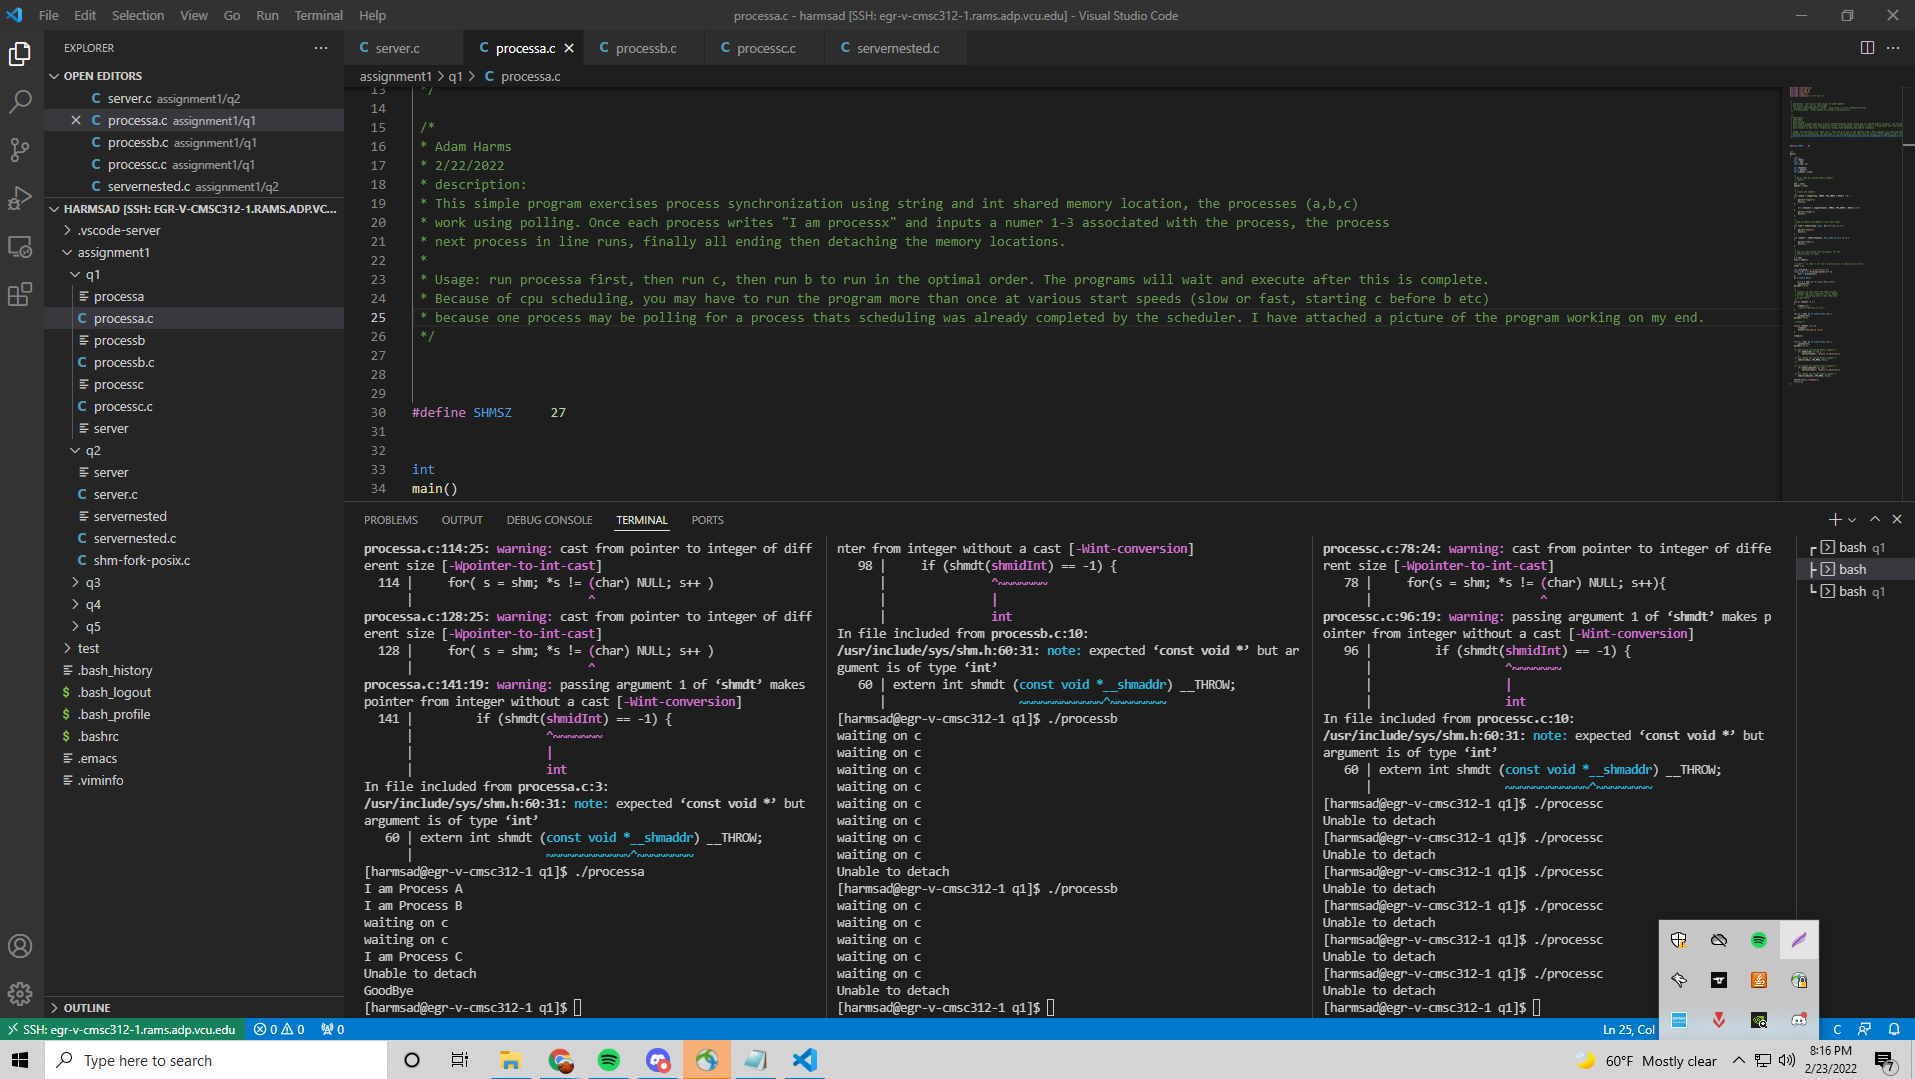 File Edit Selection View Go Run Terminal Help
processa.c - harmsad [SSH: egr-v-cmsc312-1.rams.adp.vcu.edu] - Visual Studio Code
EXPLORER
OPEN EDITORS
server.c assignment1/q2
processa.c assignment1/q1
processb.c assignment1/q1
processc.c assignment1/q1
servernested.c assignment1/q2
HARMSAD [SSH: EGR-V-CMSC312-1.RAMS.ADP.VC...
.vscode-server
assignment1
q1
processa
processa.c
processb
processb.c
processc
processc.c
server
q2
server
server.c
servernested
servernested.c
shm-fork-posix.c
q3
q4
q5
test
.bash_history
.bash_logout
.bash_profile
.bashrc
.emacs
.viminfo
OUTLINE
server.c processa.c processb.c processc.c servernested.c
assignment1 > q1 > processa.c
13 */
14
15 /*
16 * Adam Harms
17 * 2/22/2022
18 * description:
19 * This simple program exercises process synchronization using string and int shared memory location, the processes (a,b,c)
20 * work using polling. Once each process writes "I am processx" and inputs a numer 1-3 associated with the process, the process
21 * next process in line runs, finally all ending then detaching the memory locations.
22 *
23 * Usage: run processa first, then run c, then run b to run in the optimal order. The programs will wait and execute after this is complete.
24 * Because of cpu scheduling, you may have to run the program more than once at various start speeds (slow or fast, starting c before b etc)
25 * because one process may be polling for a process thats scheduling was already completed by the scheduler. I have attached a picture of the program working on my end.
26 */
27
28
29
30 #define SHMSZ 27
31
32
33 int
34 main()
PROBLEMS OUTPUT DEBUG CONSOLE TERMINAL PORTS
processa.c:114:25: warning: cast from pointer to integer of diff
erent size [-Wpointer-to-int-cast]
114 | for( s = shm; *s != (char) NULL; s++ )
| ^
processa.c:128:25: warning: cast from pointer to integer of diff
erent size [-Wpointer-to-int-cast]
128 | for( s = shm; *s != (char) NULL; s++ )
| ^
processa.c:141:19: warning: passing argument 1 of ‘shmdt’ makes
pointer from integer without a cast [-Wint-conversion]
141 | if (shmdt(shmidInt) == -1) {
| ^~~~~~~~
| |
| int
In file included from processa.c:3:
/usr/include/sys/shm.h:60:31: note: expected ‘const void *’ but
argument is of type ‘int’
60 | extern int shmdt (const void *__shmaddr) __THROW;
| ~~~~~~~~~~~~^~~~~~~~~
[harmsad@egr-v-cmsc312-1 q1]$ ./processa
I am Process A
I am Process B
waiting on c
waiting on c
I am Process C
Unable to detach
GoodBye
[harmsad@egr-v-cmsc312-1 q1]$
nter from integer without a cast [-Wint-conversion]
98 | if (shmdt(shmidInt) == -1) {
| ^~~~~~~~
| |
| int
In file included from processb.c:10:
/usr/include/sys/shm.h:60:31: note: expected ‘const void *’ but ar
gument is of type ‘int’
60 | extern int shmdt (const void *__shmaddr) __THROW;
| ~~~~~~~~~~~~^~~~~~~~~
[harmsad@egr-v-cmsc312-1 q1]$ ./processb
waiting on c
waiting on c
waiting on c
waiting on c
waiting on c
waiting on c
waiting on c
waiting on c
Unable to detach
[harmsad@egr-v-cmsc312-1 q1]$ ./processb
waiting on c
waiting on c
waiting on c
waiting on c
waiting on c
Unable to detach
[harmsad@egr-v-cmsc312-1 q1]$
processc.c:78:24: warning: cast from pointer to integer of diffe
rent size [-Wpointer-to-int-cast]
78 | for(s = shm; *s != (char) NULL; s++){
| ^
processc.c:96:19: warning: passing argument 1 of ‘shmdt’ makes p
ointer from integer without a cast [-Wint-conversion]
96 | if (shmdt(shmidInt) == -1) {
| ^~~~~~~~
| |
| int
In file included from processc.c:10:
/usr/include/sys/shm.h:60:31: note: expected ‘const void *’ but
argument is of type ‘int’
60 | extern int shmdt (const void *__shmaddr) __THROW;
| ~~~~~~~~~~~~^~~~~~~~~
[harmsad@egr-v-cmsc312-1 q1]$ ./processc
Unable to detach
[harmsad@egr-v-cmsc312-1 q1]$ ./processc
Unable to detach
[harmsad@egr-v-cmsc312-1 q1]$ ./processc
Unable to detach
[harmsad@egr-v-cmsc312-1 q1]$ ./processc
Unable to detach
[harmsad@egr-v-cmsc312-1 q1]$ ./processc
Unable to detach
[harmsad@egr-v-cmsc312-1 q1]$ ./processc
Unable to detach
[harmsad@egr-v-cmsc312-1 q1]$
bash q1
bash
bash q1
SSH: egr-v-cmsc312-1.rams.adp.vcu.edu 0 0 0 Ln 25, Col C
Type here to search
60°F Mostly clear
8:16 PM
2/23/2022
7